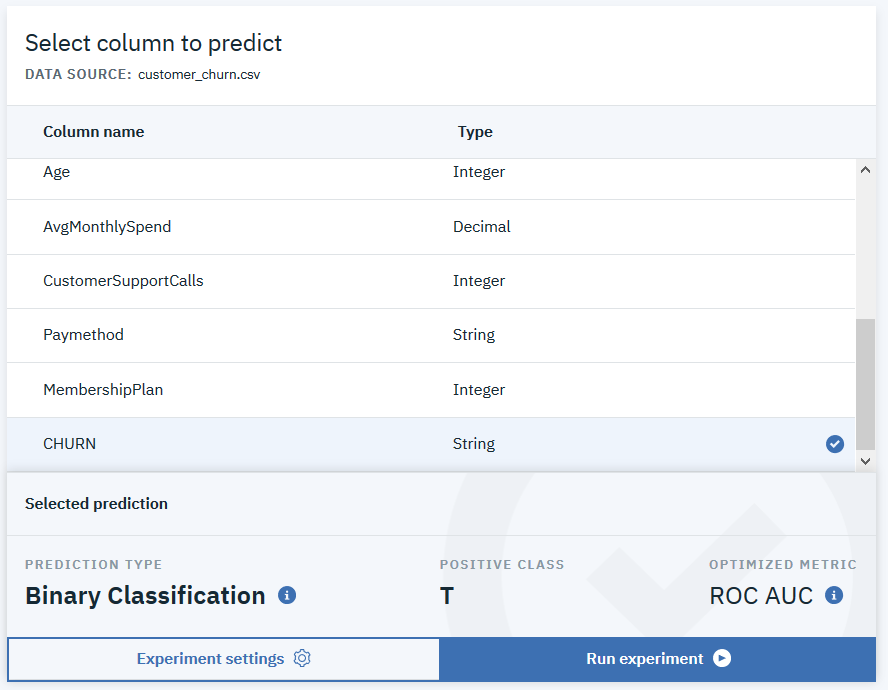 Select column to predict
DATA SOURCE: customer_churn.csv
Column name Type
Age Integer
AvgMonthlySpend Decimal
CustomerSupportCalls Integer
Paymethod String
MembershipPlan Integer
CHURN String
Selected prediction
PREDICTION TYPE POSITIVE CLASS OPTIMIZED METRIC
Binary Classification T ROC AUC
Experiment settings Run experiment